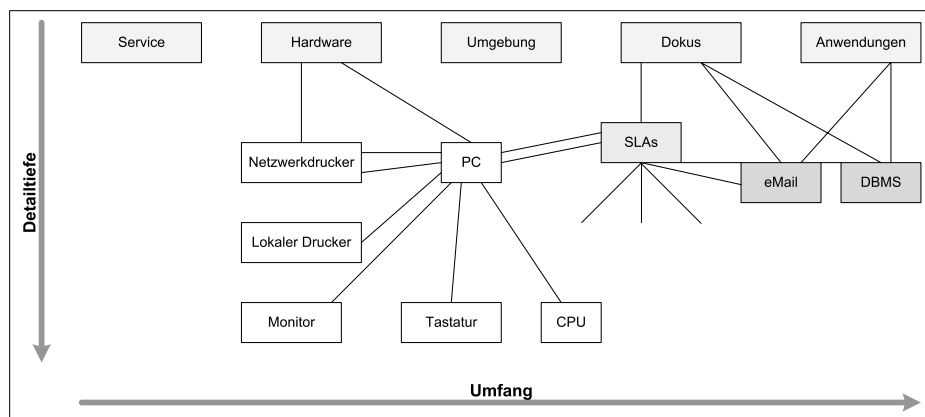 Service
Hardware
Umgebung
Dokus
Anwendungen
SLAs
Netzwerkdrucker
PC
eMail
DBMS
Detailtiefe
Lokaler Drucker
Monitor
Tastatur
CPU
Umfang